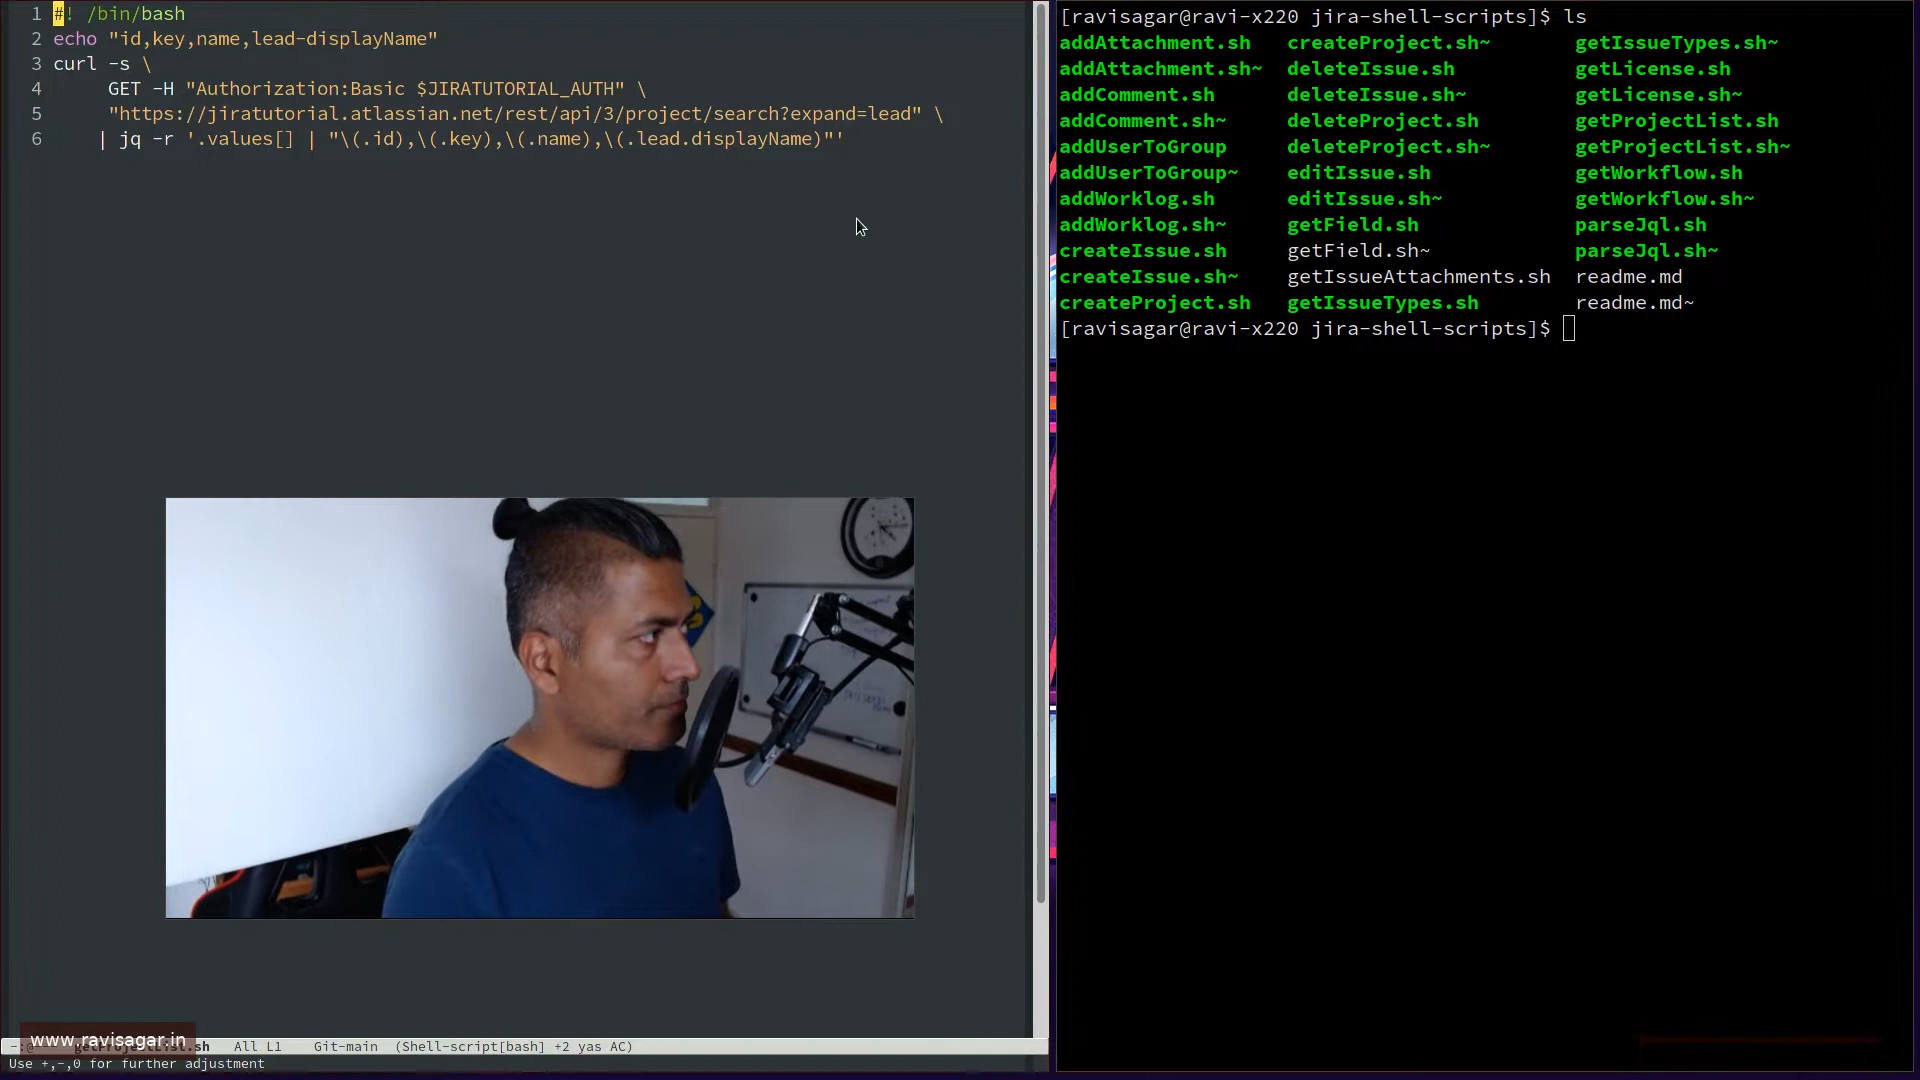 1 #! /bin/bash
2 echo "id,key,name,lead-displayName"
3 curl -s \
4 GET -H "Authorization:Basic $JIRATUTORIAL_AUTH" \
5 "https://jiratutorial.atlassian.net/rest/api/3/project/search?expand=lead" \
6 | jq -r '.values[] | "\(.id),\(.key),\(.name),\(.lead.displayName)"'
www.ravisagar.in
All L1 Git-main (Shell-script[bash] +2 yas AC)
Use +,-,0 for further adjustment
[ravisagar@ravi-x220 jira-shell-scripts]$ ls
addAttachment.sh createProject.sh~ getIssueTypes.sh~
addAttachment.sh~ deleteIssue.sh getLicense.sh
addComment.sh deleteIssue.sh~ getLicense.sh~
addComment.sh~ deleteProject.sh getProjectList.sh
addUserToGroup deleteProject.sh~ getProjectList.sh~
addUserToGroup~ editIssue.sh getWorkflow.sh
addWorklog.sh editIssue.sh~ getWorkflow.sh~
addWorklog.sh~ getField.sh parseJql.sh
createIssue.sh getField.sh~ parseJql.sh~
createIssue.sh~ getIssueAttachments.sh readme.md
createProject.sh getIssueTypes.sh readme.md~
[ravisagar@ravi-x220 jira-shell-scripts]$